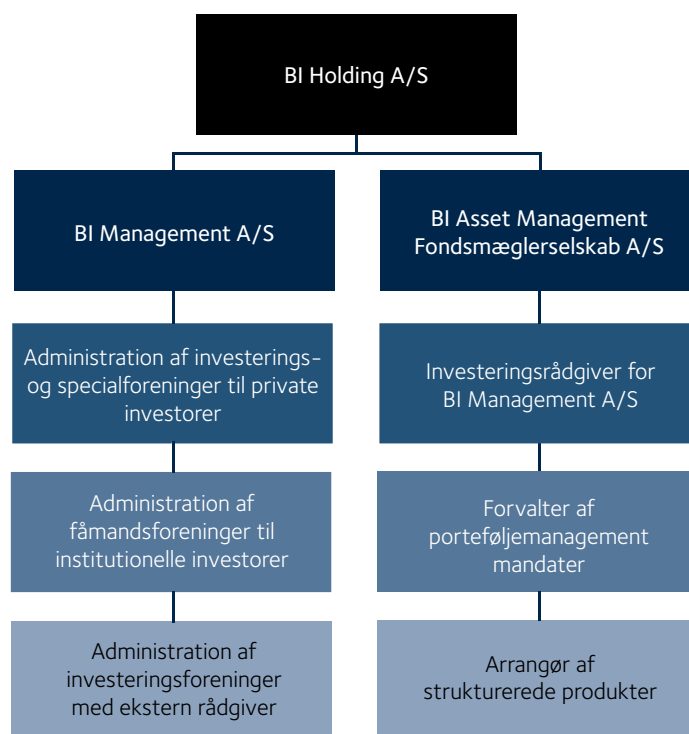 BI Holding A/S
BI Management A/S
BI Asset Management
Fondsmæglerselskab A/S
Administration af investerings-
og specialforeninger til private
investorer
Investeringsrådgiver for
BI Management A/S
Administration af
fåmandsforeninger til
institutionelle investorer
Forvalter af
porteføljemanagement
mandater
Administration af
investeringsforeninger
med ekstern rådgiver
Arrangør af
strukturerede produkter